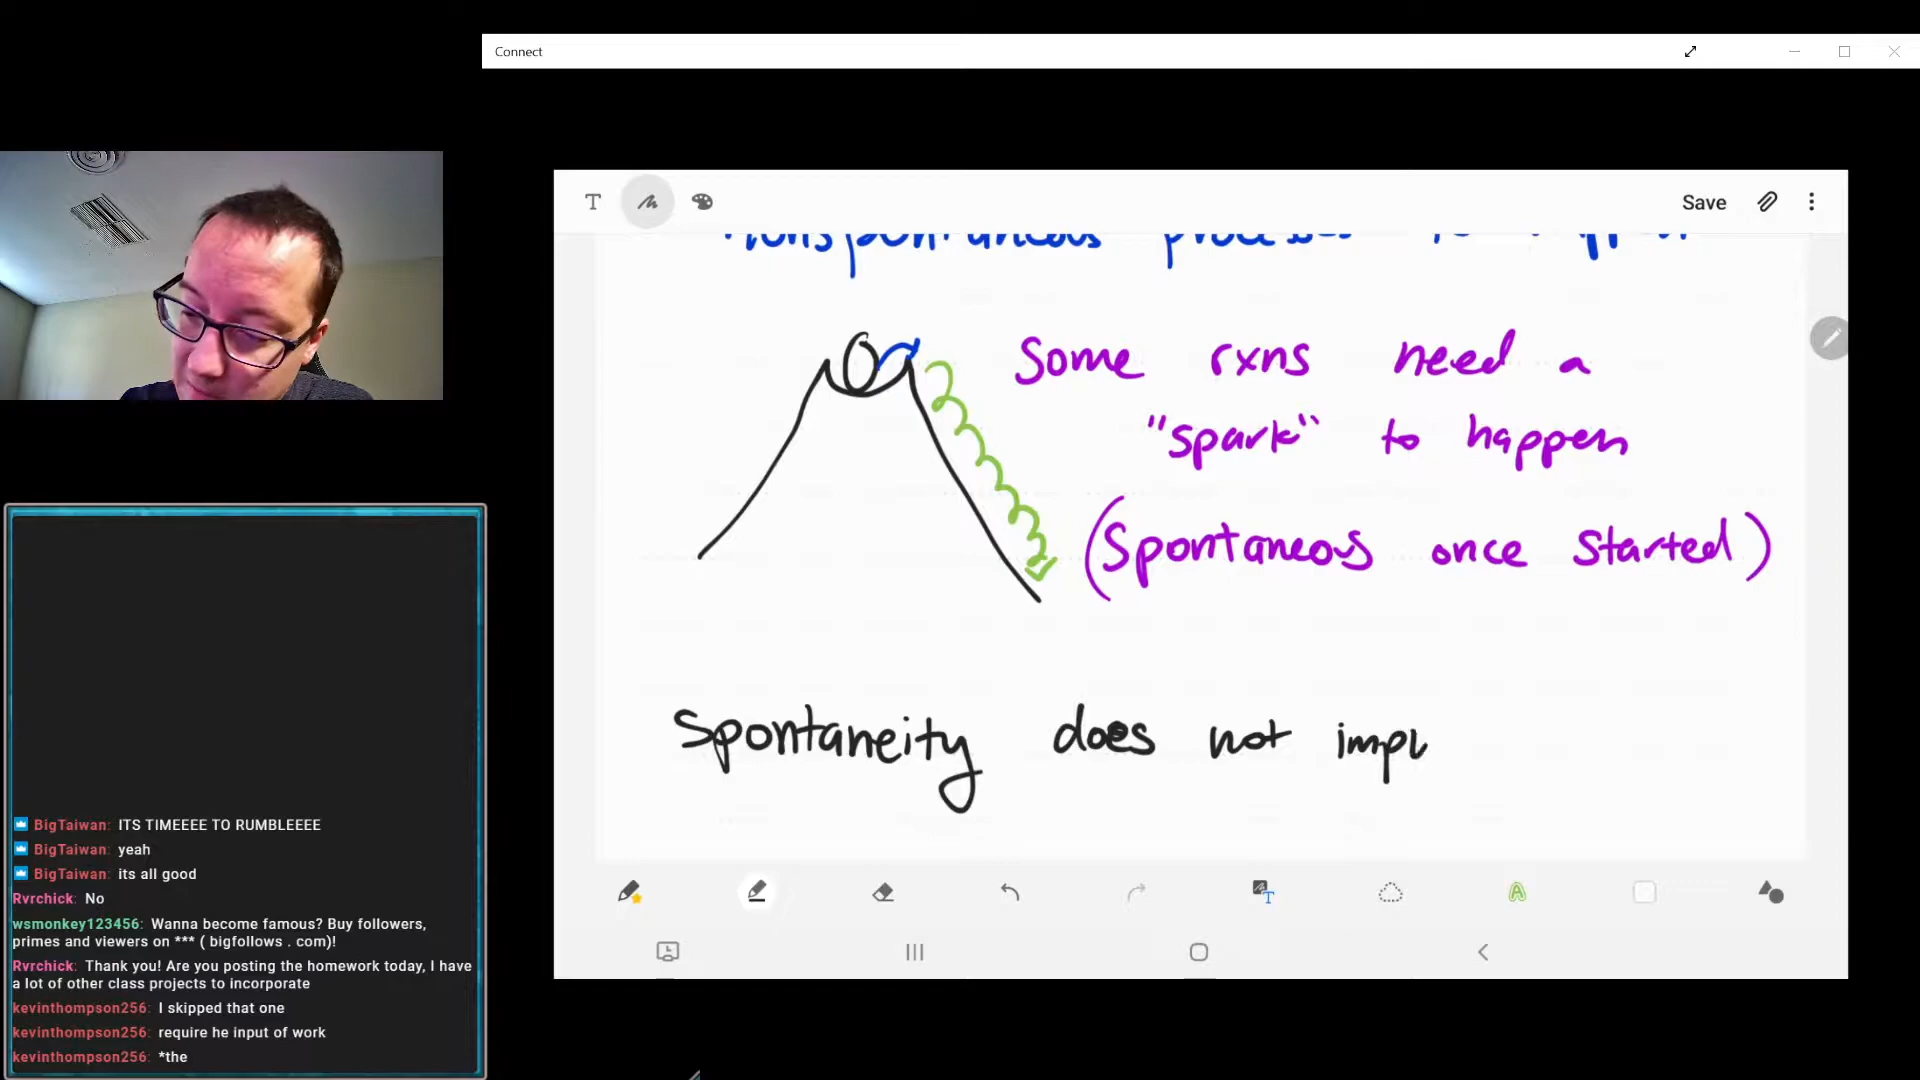 Connect
Save
Some rxns need a
"spark" to happen
(Spontaneous once started)
Spontaneity does not impl
BigTaiwan: ITS TIMEEEE TO RUMBLEEEE
BigTaiwan: yeah
BigTaiwan: its all good
Rvrchick: No
wsmonkey123456: Wanna become famous? Buy followers,
primes and viewers on *** ( bigfollows . com)!
Rvrchick: Thank you! Are you posting the homework today, I have
a lot of other class projects to incorporate
kevinthompson256: I skipped that one
kevinthompson256: require he input of work
kevinthompson256: *the